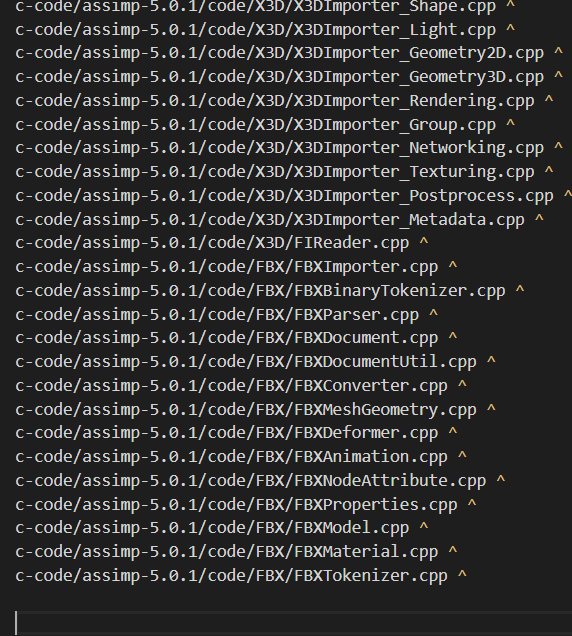 c-code/assimp-5.0.1/code/X3D/X3DImporter_Shape.cpp ^
c-code/assimp-5.0.1/code/X3D/X3DImporter_Light.cpp ^
c-code/assimp-5.0.1/code/X3D/X3DImporter_Geometry2D.cpp ^
c-code/assimp-5.0.1/code/X3D/X3DImporter_Geometry3D.cpp ^
c-code/assimp-5.0.1/code/X3D/X3DImporter_Rendering.cpp ^
c-code/assimp-5.0.1/code/X3D/X3DImporter_Group.cpp ^
c-code/assimp-5.0.1/code/X3D/X3DImporter_Networking.cpp ^
c-code/assimp-5.0.1/code/X3D/X3DImporter_Texturing.cpp ^
c-code/assimp-5.0.1/code/X3D/X3DImporter_Postprocess.cpp ^
c-code/assimp-5.0.1/code/X3D/X3DImporter_Metadata.cpp ^
c-code/assimp-5.0.1/code/X3D/FIReader.cpp ^
c-code/assimp-5.0.1/code/FBX/FBXImporter.cpp ^
c-code/assimp-5.0.1/code/FBX/FBXBinaryTokenizer.cpp ^
c-code/assimp-5.0.1/code/FBX/FBXParser.cpp ^
c-code/assimp-5.0.1/code/FBX/FBXDocument.cpp ^
c-code/assimp-5.0.1/code/FBX/FBXDocumentUtil.cpp ^
c-code/assimp-5.0.1/code/FBX/FBXConverter.cpp ^
c-code/assimp-5.0.1/code/FBX/FBXMeshGeometry.cpp ^
c-code/assimp-5.0.1/code/FBX/FBXDeformer.cpp ^
c-code/assimp-5.0.1/code/FBX/FBXAnimation.cpp ^
c-code/assimp-5.0.1/code/FBX/FBXNodeAttribute.cpp ^
c-code/assimp-5.0.1/code/FBX/FBXProperties.cpp ^
c-code/assimp-5.0.1/code/FBX/FBXModel.cpp ^
c-code/assimp-5.0.1/code/FBX/FBXMaterial.cpp ^
c-code/assimp-5.0.1/code/FBX/FBXTokenizer.cpp ^